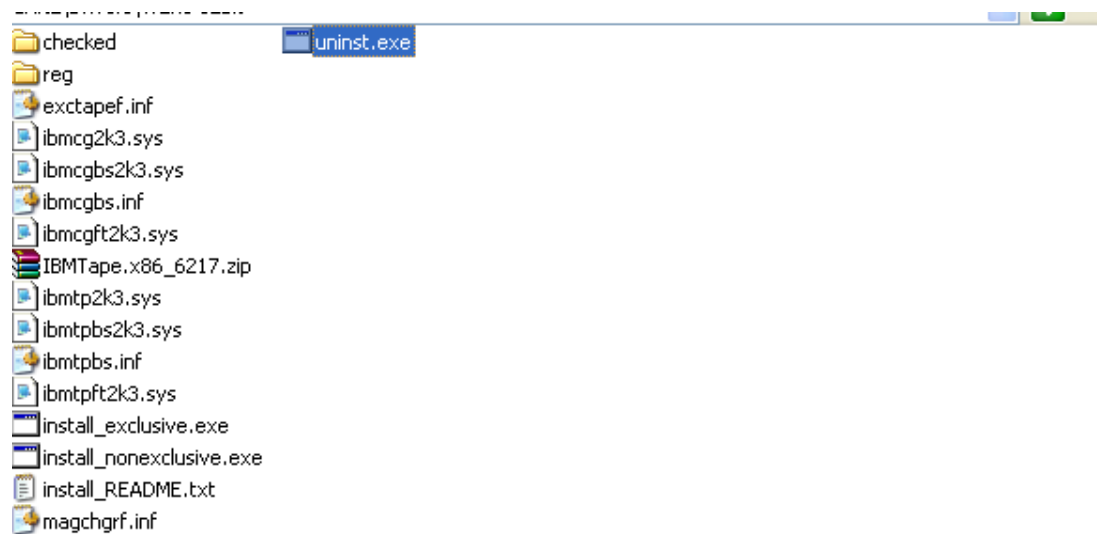 checked
uninst.exe
reg
exctapef.inf
ibmcg2k3.sys
ibmcgbs2k3.sys
ibmcgbs.inf
ibmcgft2k3.sys
IBMTape.x86_6217.zip
ibmtp2k3.sys
ibmtpbs2k3.sys
ibmtpbs.inf
ibmtpft2k3.sys
install_exclusive.exe
install_nonexclusive.exe
install_README.txt
magchgrf.inf